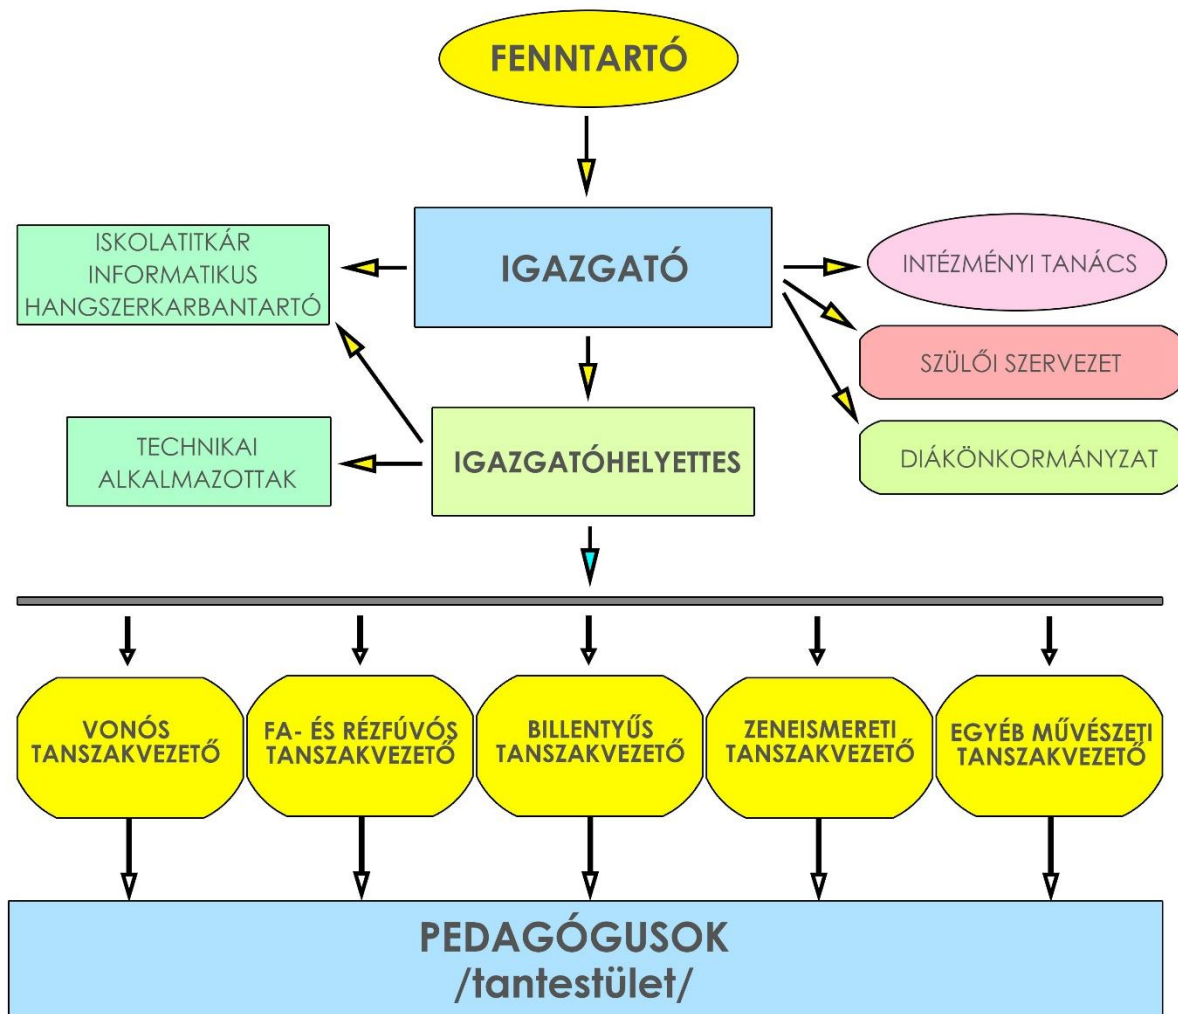 FENNTARTÓ
ISKOLATITKÁR
INFORMATIKUS
HANGSZERKARBANTARTÓ
IGAZGATÓ
INTÉZMÉNYI TANÁCS
SZÜLŐI SZERVEZET
DIÁKÖNKORMÁNYZAT
TECHNIKAI
ALKALMAZOTTAK
IGAZGATÓHELYETTES
VONÓS
TANSZAKVEZETŐ
FA- ÉS RÉZFÚVÓS
TANSZAKVEZETŐ
BILLENTYŰS
TANSZAKVEZETŐ
ZENEISMERETI
TANSZAKVEZETŐ
EGYÉB MŰVÉSZETI
TANSZAKVEZETŐ
PEDAGÓGUSOK
/tantestület/